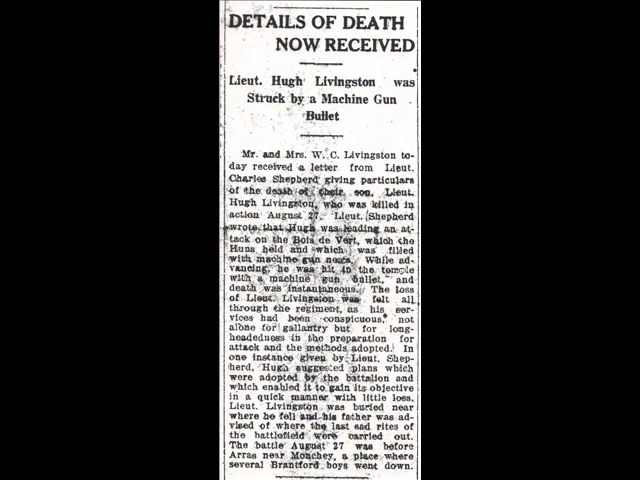 DETAILS OF DEATH
NOW RECEIVED
Lieut. Hugh Livingston was
Struck by a Machine Gun
Bullet
Mr. and Mrs. W. C. Livingston to-
day received a letter from Lieut.
Charles Shepherd giving particulars
of the death of their son, Lieut.
Hugh Livingston, who was killed in
action August 27. Lieut. Shepherd
wrote that Hugh was leading an at-
tack on the Bois de Vert, which the
Huns held and which was filled
with machine gun nests. While ad-
vancing, he was hit in the temple
with a machine gun bullet, and
death was instantaneous. The loss
of Lieut. Livingston was felt all
through the regiment, as his ser-
vices had been conspicuous, not
alone for gallantry but for long-
headedness in the preparation for
attack and the methods adopted. In
one instance given by Lieut. Shep-
herd, Hugh suggested plans which
were adopted by the battalion and
which enabled it to gain its objective
in a quick manner with little loss.
Lieut. Livingston was buried near
where he fell and his father was ad-
vised of where the last sad rites of
the battlefield were carried out.
The battle August 27 was before
Arras near Monchey, a place where
several Brantford boys went down.